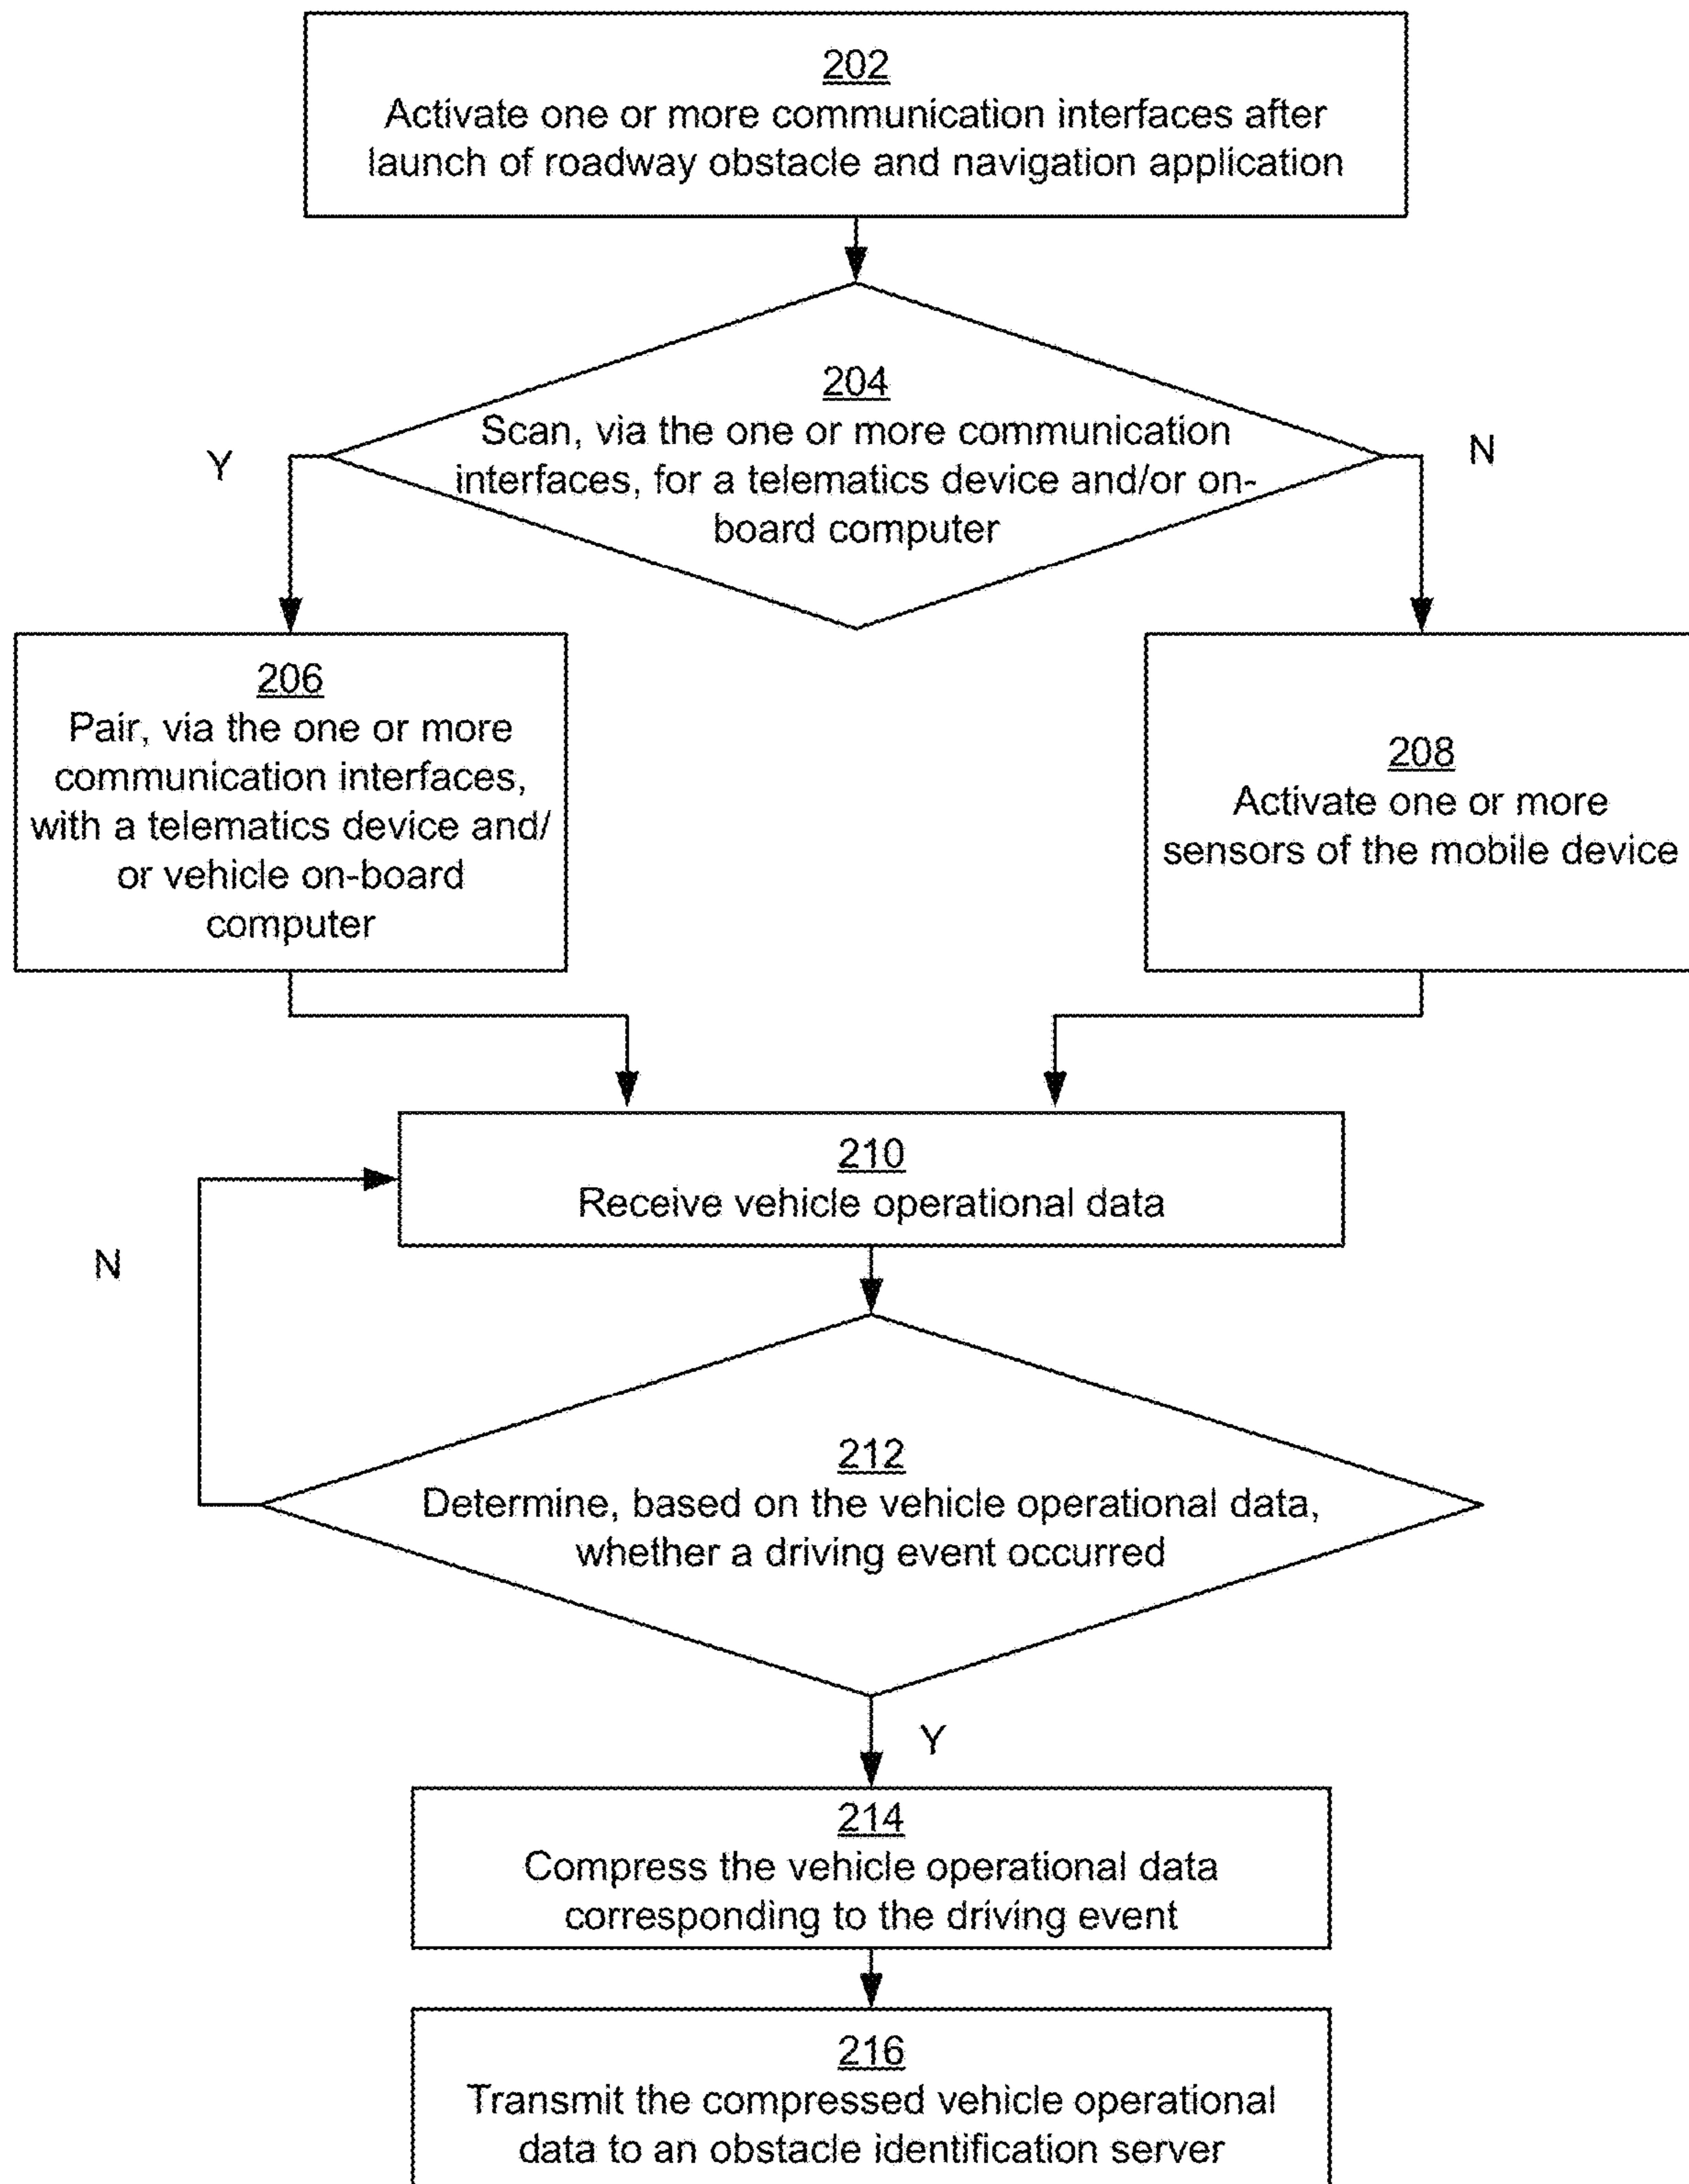 202
Activate one or more communication interfaces after
launch of roadway obstacle and navigation application
204
Scan, via the one or more communication
interfaces, for a telematics device and/or on-
board computer
Y
N
206
Pair, via the one or more
communication interfaces,
with a telematics device and/
or vehicle on-board
computer
208
Activate one or more
sensors of the mobile device
210
Receive vehicle operational data
N
212
Determine, based on the vehicle operational data,
whether a driving event occurred
Y
214
Compress the vehicle operational data
corresponding to the driving event
216
Transmit the compressed vehicle operational
data to an obstacle identification server